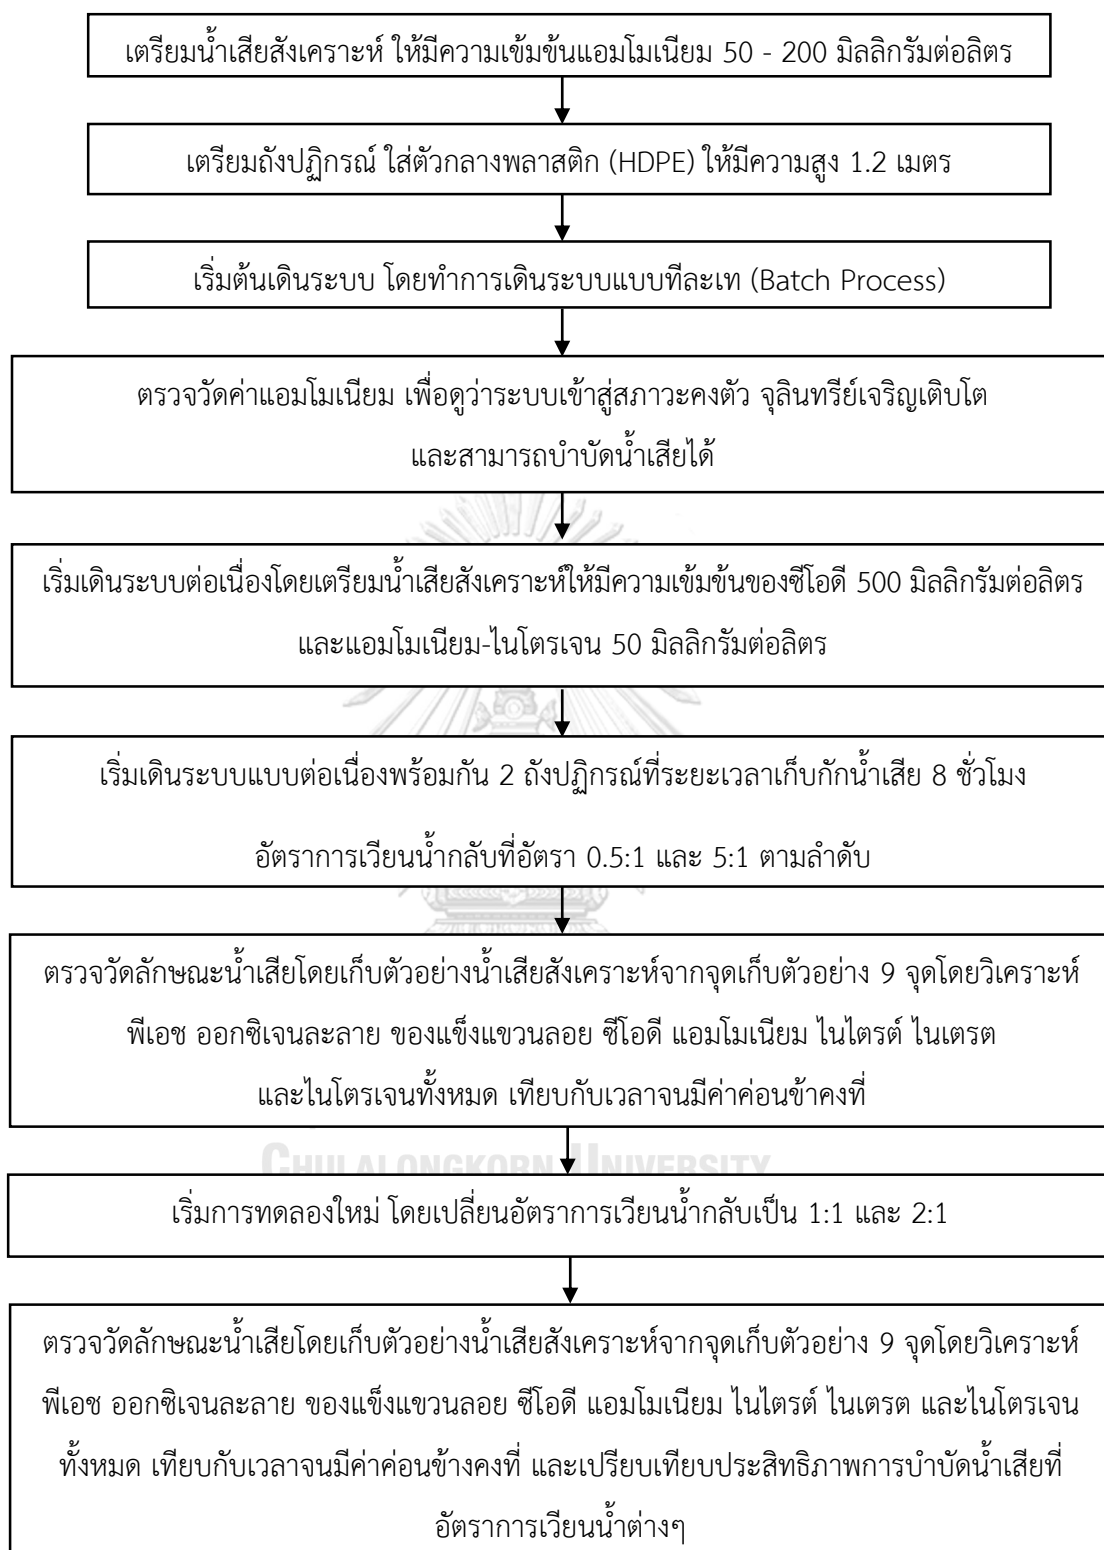 เตรียมน้ำเสียสังเคราะห์ ให้มีความเข้มข้นแอมโมเนียม 50 - 200 มิลลิกรัมต่อลิตร
เตรียมถังปฏิกรณ์ ใส่ตัวกลางพลาสติก (HDPE) ให้มีความสูง 1.2 เมตร
เริ่มต้นเดินระบบ โดยทำการเดินระบบแบบทีละเท (Batch Process)
ตรวจวัดค่าแอมโมเนียม เพื่อดูว่าระบบเข้าสู่สภาวะคงตัว จุลินทรีย์เจริญเติบโต
และสามารถบำบัดน้ำเสียได้
เริ่มเดินระบบต่อเนื่องโดยเตรียมน้ำเสียสังเคราะห์ให้มีความเข้มข้นของซีโอดี 500 มิลลิกรัมต่อลิตร
และแอมโมเนียม-ไนโตรเจน 50 มิลลิกรัมต่อลิตร
เริ่มเดินระบบแบบต่อเนื่องพร้อมกัน 2 ถังปฏิกรณ์ที่ระยะเวลาเก็บกักน้ำเสีย 8 ชั่วโมง
อัตราการเวียนน้ำกลับที่อัตรา 0.5:1 และ 5:1 ตามลำดับ
ตรวจวัดลักษณะน้ำเสียโดยเก็บตัวอย่างน้ำเสียสังเคราะห์จากจุดเก็บตัวอย่าง 9 จุดโดยวิเคราะห์
พีเอช ออกซิเจนละลาย ของแข็งแขวนลอย ซีโอดี แอมโมเนียม ไนไตรต์ ไนเตรต
และไนโตรเจนทั้งหมด เทียบกับเวลาจนมีค่าค่อนข้าคงที่
CHULALONGKORN UNIVERSITY
เริ่มการทดลองใหม่ โดยเปลี่ยนอัตราการเวียนน้ำกลับเป็น 1:1 และ 2:1
ตรวจวัดลักษณะน้ำเสียโดยเก็บตัวอย่างน้ำเสียสังเคราะห์จากจุดเก็บตัวอย่าง 9 จุดโดยวิเคราะห์
พีเอช ออกซิเจนละลาย ของแข็งแขวนลอย ซีโอดี แอมโมเนียม ไนไตรต์ ไนเตรต และไนโตรเจน
ทั้งหมด เทียบกับเวลาจนมีค่าค่อนข้างคงที่ และเปรียบเทียบประสิทธิภาพการบำบัดน้ำเสียที่
อัตราการเวียนน้ำต่างๆ